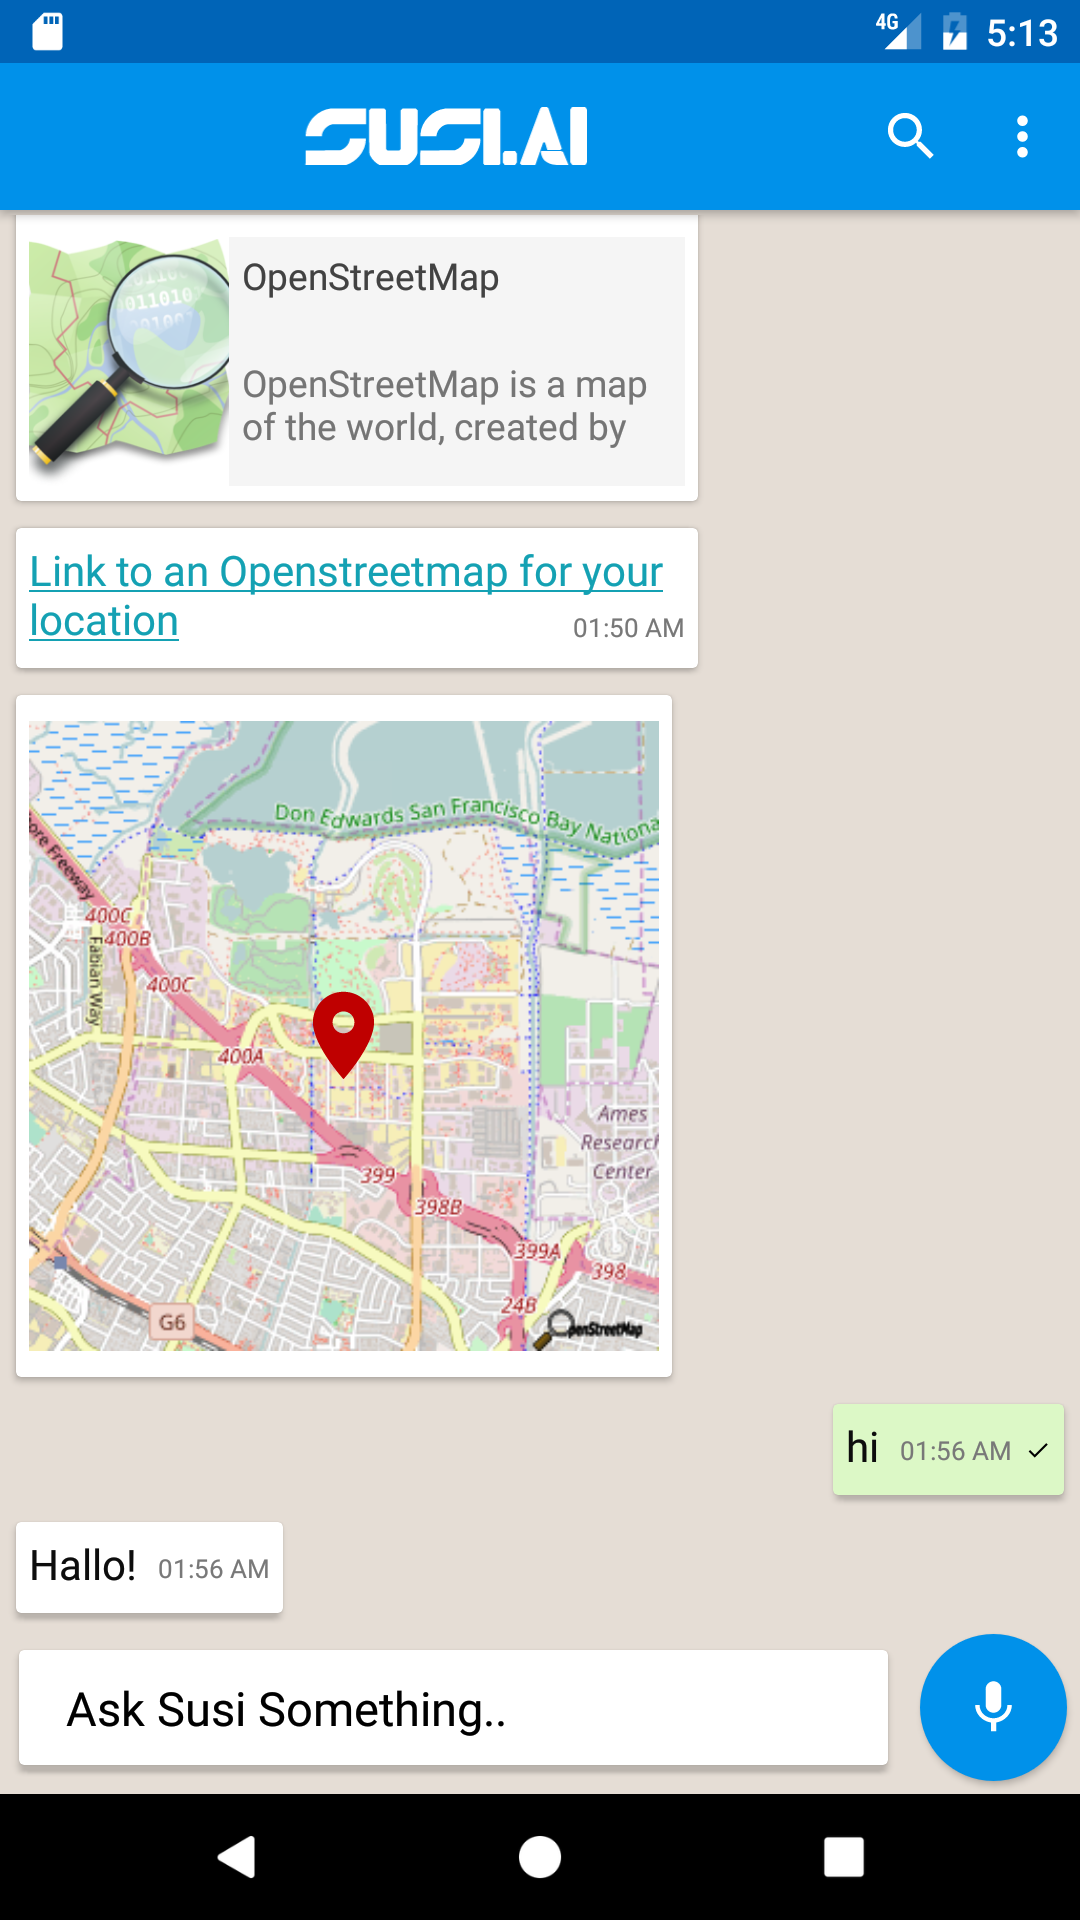 4G 5:13
SUSI.AI
OpenStreetMap
OpenStreetMap is a map
of the world, created by
Link to an Openstreetmap for your
location
01:50 AM
Don Edwards San Francisco Bay Nationa
ore Freeway
400C
400B
Fabian Way
400C
400A
Ames
Research
Center
399
398B
399A
398
24B
G6
penStreetMap
hi 01:56 AM
Hallo! 01:56 AM
Ask Susi Something..